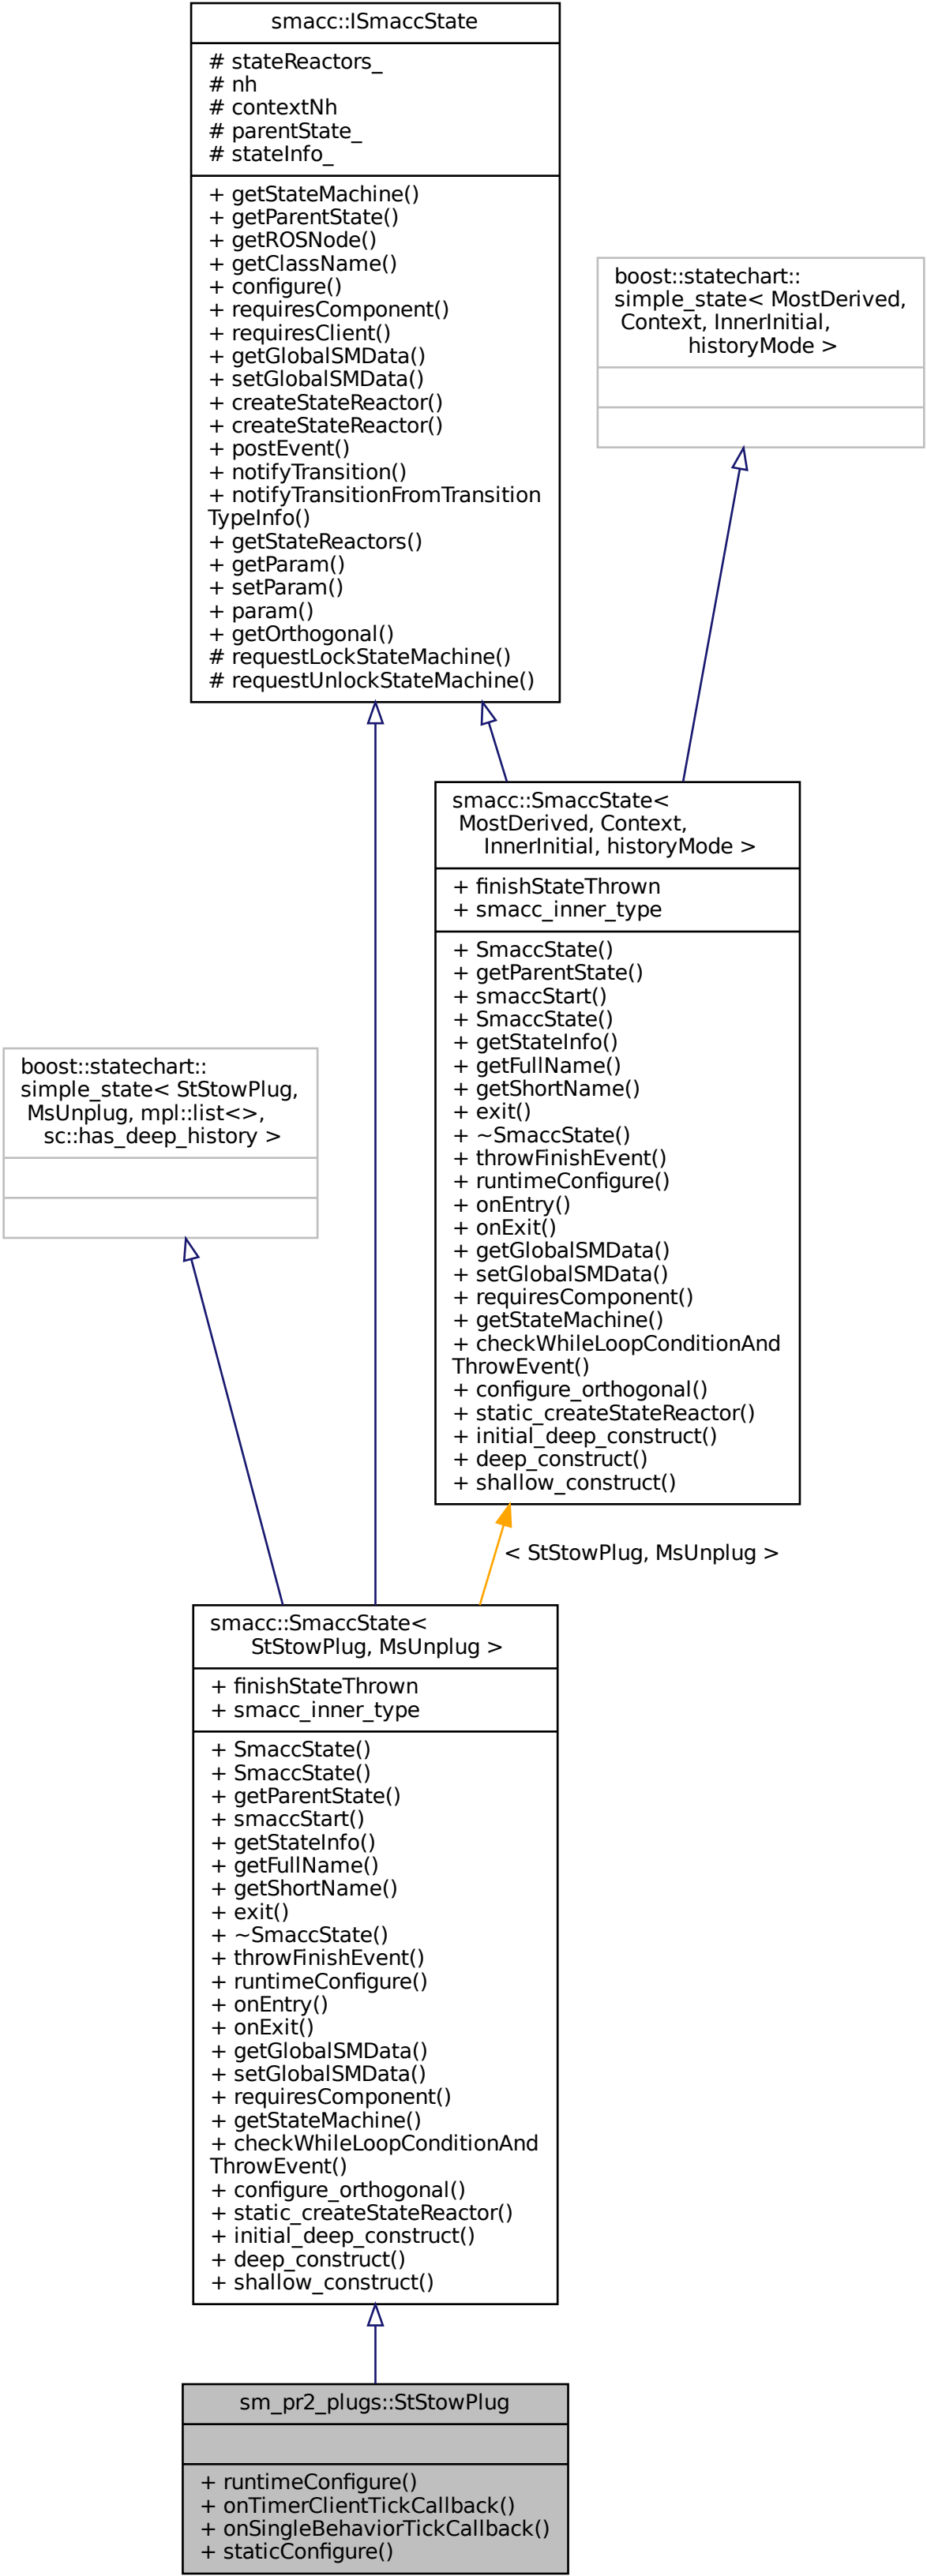 smacc::ISmaccState
# stateReactors_
# nh
# contextNh
# parentState_
# stateInfo_
+ getStateMachine()
+ getParentState()
+ getROSNode()
+ getClassName()
+ configure()
+ requiresComponent()
+ requiresClient()
+ getGlobalSMData()
+ setGlobalSMData()
+ createStateReactor()
+ createStateReactor()
+ postEvent()
+ notifyTransition()
+ notifyTransitionFromTransition
TypeInfo()
+ getStateReactors()
+ getParam()
+ setParam()
+ param()
+ getOrthogonal()
# requestLockStateMachine()
# requestUnlockStateMachine()
boost::statechart::
simple_state< MostDerived,
Context, InnerInitial,
historyMode >
smacc::SmaccState<
MostDerived, Context,
InnerInitial, historyMode >
+ finishStateThrown
+ smacc_inner_type
+ SmaccState()
+ getParentState()
+ smaccStart()
+ SmaccState()
+ getStateInfo()
+ getFullName()
+ getShortName()
+ exit()
+ ~SmaccState()
+ throwFinishEvent()
+ runtimeConfigure()
+ onEntry()
+ onExit()
+ getGlobalSMData()
+ setGlobalSMData()
+ requiresComponent()
+ getStateMachine()
+ checkWhileLoopConditionAnd
ThrowEvent()
+ configure_orthogonal()
+ static_createStateReactor()
+ initial_deep_construct()
+ deep_construct()
+ shallow_construct()
boost::statechart::
simple_state< StStowPlug,
MsUnplug, mpl::list<>,
sc::has_deep_history >
< StStowPlug, MsUnplug >
smacc::SmaccState<
StStowPlug, MsUnplug >
+ finishStateThrown
+ smacc_inner_type
+ SmaccState()
+ SmaccState()
+ getParentState()
+ smaccStart()
+ getStateInfo()
+ getFullName()
+ getShortName()
+ exit()
+ ~SmaccState()
+ throwFinishEvent()
+ runtimeConfigure()
+ onEntry()
+ onExit()
+ getGlobalSMData()
+ setGlobalSMData()
+ requiresComponent()
+ getStateMachine()
+ checkWhileLoopConditionAnd
ThrowEvent()
+ configure_orthogonal()
+ static_createStateReactor()
+ initial_deep_construct()
+ deep_construct()
+ shallow_construct()
sm_pr2_plugs::StStowPlug
+ runtimeConfigure()
+ onTimerClientTickCallback()
+ onSingleBehaviorTickCallback()
+ staticConfigure()